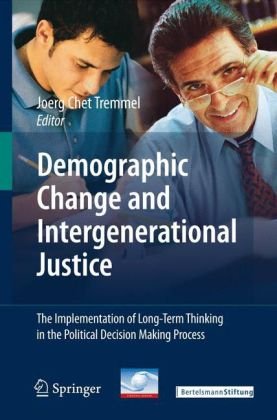 Joerg Chet Tremmel
Editor
Demographic
Change and
Intergenerational
Justice
The Implementation of Long-Term Thinking
in the Political Decision Making Process
Springer
BertelsmannStiftung